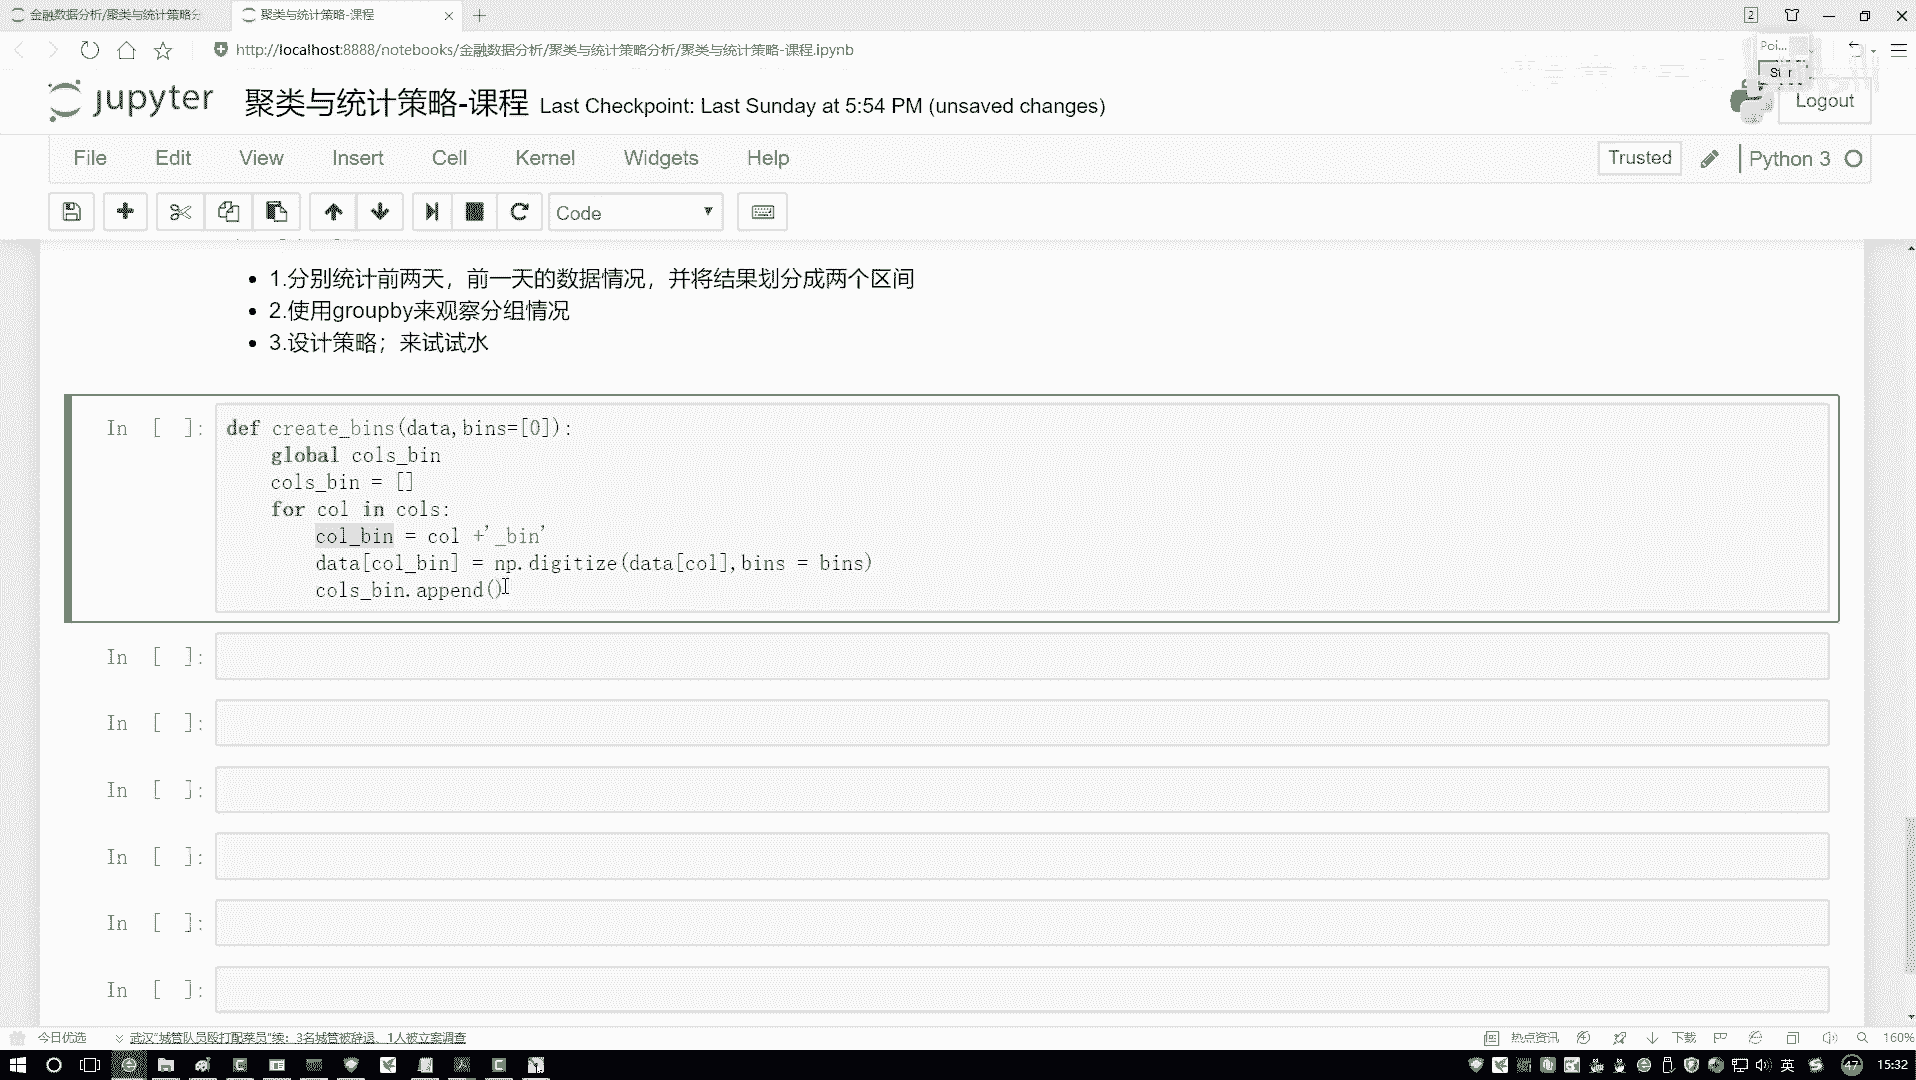 金融数据分析/聚类与统计策略分
聚类与统计策略-课程
2
http://localhost:8888/notebooks/金融数据分析/聚类与统计策略分析/聚类与统计策略-课程.ipynb
Poi...
jupyter 聚类与统计策略-课程 Last Checkpoint: Last Sunday at 5:54 PM (unsaved changes)
Logout
File Edit View Insert Cell Kernel Widgets Help
Trusted Python 3
Code
1.分别统计前两天，前一天的数据情况，并将结果划分成两个区间
2.使用groupby来观察分组情况
3.设计策略；来试试水
In [ ]: def create_bins(data,bins=[0]):
global cols_bin
cols_bin = []
for col in cols:
col_bin = col +'_bin'
data[col_bin] = np.digitize(data[col],bins = bins)
cols_bin.append()
In [ ]:
In [ ]:
In [ ]:
In [ ]:
In [ ]:
In [ ]:
今日优选 武汉"城管队员殴打配菜员"续：3名城管被辞退、1人被立案调查
热点资讯 下载 160%
英 47 15:32